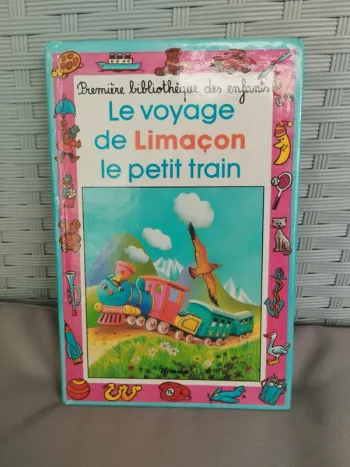 Première bibliothèque des enfants
Le voyage
de Limaçon
le petit train